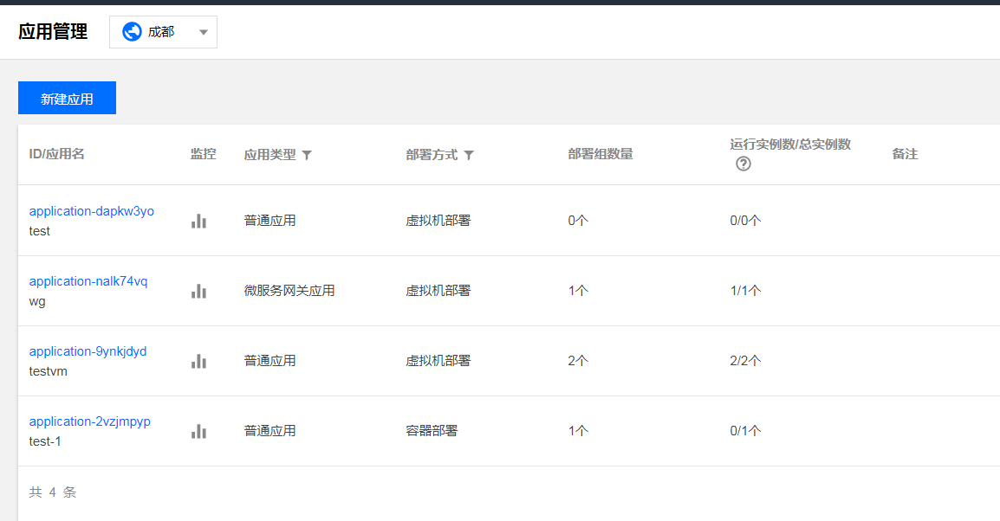 应用管理 成都
新建应用
ID/应用名 监控 应用类型 部署方式 部署组数量 运行实例数/总实例数 备注
application-dapkw3yo
test 普通应用 虚拟机部署 0个 0/0个
application-nalk74vq
wg 微服务网关应用 虚拟机部署 1个 1/1个
application-9ynkjdyd
testvm 普通应用 虚拟机部署 2个 2/2个
application-2vzjmpyp
test-1 普通应用 容器部署 1个 0/1个
共 4 条